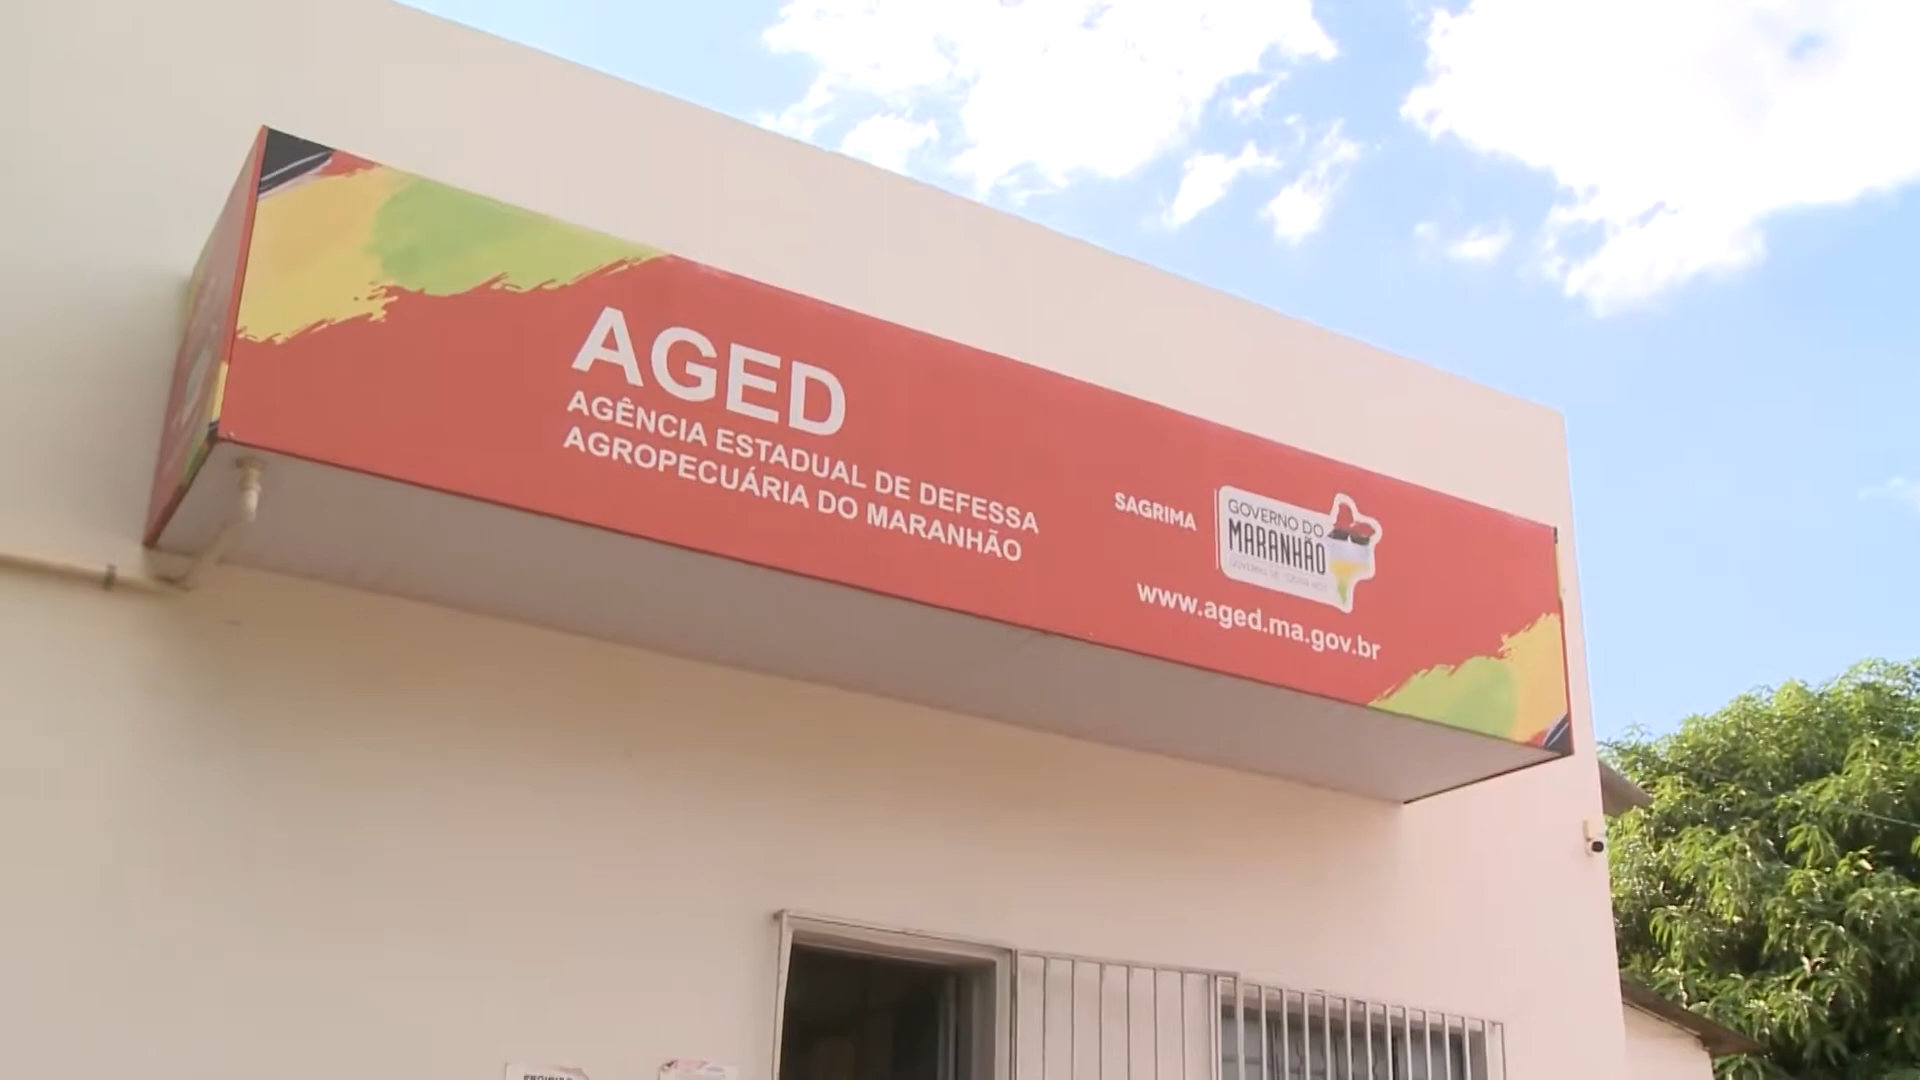 AGED
AGÊNCIA ESTADUAL DE DEFESSA
AGROPECUÁRIA DO MARANHÃO
SAGRIMA
GOVERNO DO
MARANHÃO
www.aged.ma.gov.br